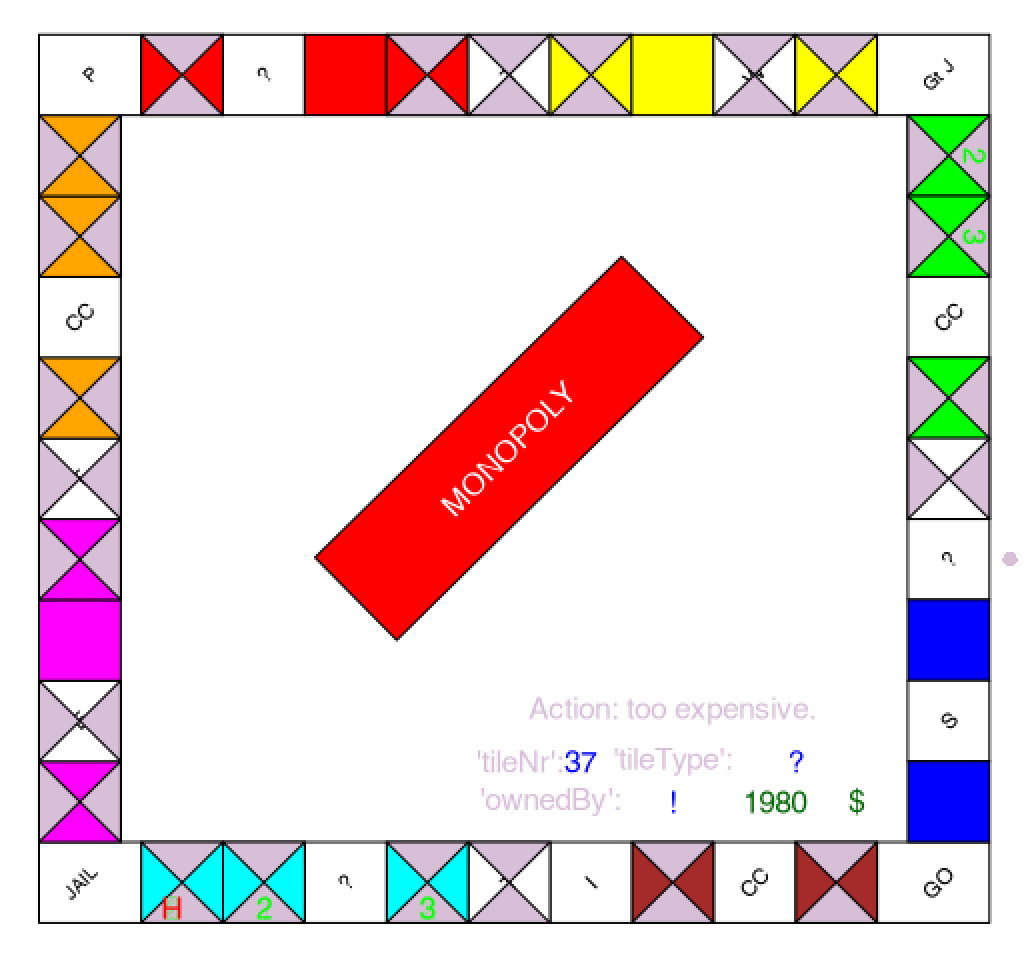 P ? ? Gt J
2
3
CC CC
MONOPOLY
?
S
Action: too expensive.
'tileNr':37 'tileType': ?
'ownedBy': ! 1980 $
JAIL H 2 ? 3 I CC GO